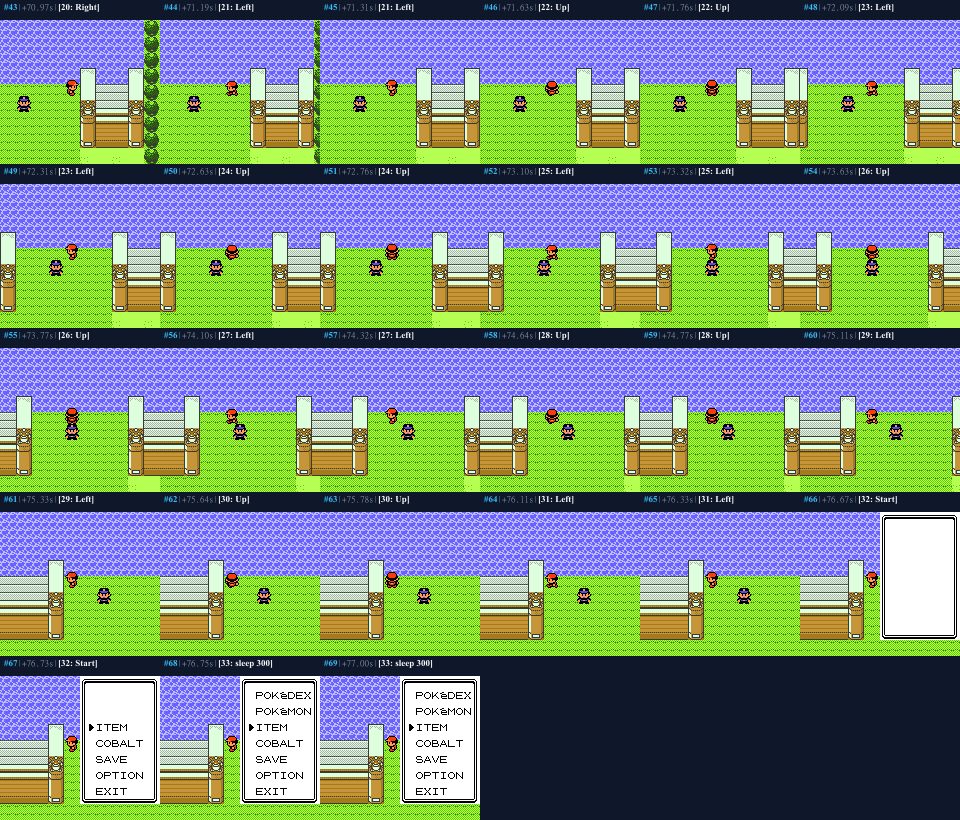 #43|+70.97s|[20: Right]
#44|+71.19s|[21: Left]
#45|+71.31s|[21: Left]
#46|+71.63s|[22: Up]
#47|+71.76s|[22: Up]
#48|+72.09s|[23: Left]
#49|+72.31s|[23: Left]
#50|+72.63s|[24: Up]
#51|+72.76s|[24: Up]
#52|+73.10s|[25: Left]
#53|+73.32s|[25: Left]
#54|+73.63s|[26: Up]
#55|+73.77s|[26: Up]
#56|+74.10s|[27: Left]
#57|+74.32s|[27: Left]
#58|+74.64s|[28: Up]
#59|+74.77s|[28: Up]
#60|+75.11s|[29: Left]
#61|+75.33s|[29: Left]
#62|+75.64s|[30: Up]
#63|+75.78s|[30: Up]
#64|+76.11s|[31: Left]
#65|+76.33s|[31: Left]
#66|+76.67s|[32: Start]
#67|+76.73s|[32: Start]
#68|+76.75s|[33: sleep 300]
#69|+77.00s|[33: sleep 300]
ITEM
COBALT
SAVE
OPTION
EXIT
POKéDEX
POKéMON
ITEM
COBALT
SAVE
OPTION
EXIT
POKéDEX
POKéMON
ITEM
COBALT
SAVE
OPTION
EXIT